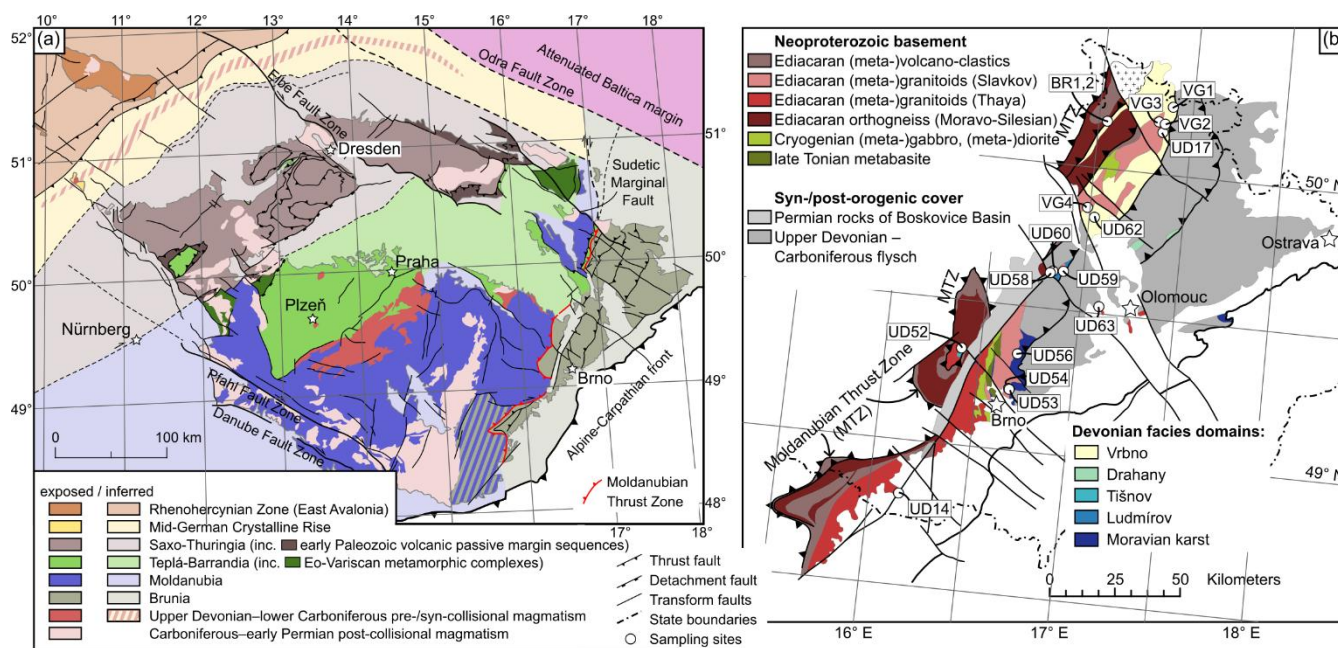 10° 11° 12° 13° 14° 15° 16° 17° 18°
52°
(a)
Attenuated
Baltica margin
Odra Fault Zone
Elbe Fault Zone
51°
51°
Dresden
Sudetic
Marginal
Fault
50°
50°
Praha
Plzeň
Nürnberg
49°
49°
Brno
Pfahl Fault Zone
Danube Fault Zone
Alpine-Carpathian front
0 100 km
Moldanubian
Thrust Zone
48°
11° 12° 13° 14° 15° 16°
17° 18°
exposed / inferred
Rhenohercynian Zone (East Avalonia)
Mid-German Crystalline Rise
Saxo-Thuringia (inc. early Paleozoic volcanic passive margin sequences)
Teplá-Barrandia (inc. Eo-Variscan metamorphic complexes)
Moldanubia
Brunia
Upper Devonian–lower Carboniferous pre-/syn-collisional magmatism
Carboniferous–early Permian post-collisional magmatism
Thrust fault
Detachment fault
Transform faults
State boundaries
Sampling sites
(b)
Neoproterozoic basement
Ediacaran (meta-)volcano-clastics
Ediacaran (meta-)granitoids (Slavkov)
Ediacaran (meta-)granitoids (Thaya)
Ediacaran orthogneiss (Moravo-Silesian)
Cryogenian (meta-)gabbro, (meta-)diorite
late Tonian metabasite
Syn-/post-orogenic cover
Permian rocks of Boskovice Basin
Upper Devonian –
Carboniferous flysch
BR1,2
MTZ
VG3
VG1
VG2
UD17
50° N
VG4
UD62
UD60
Ostrava
UD58
UD59
MTZ
Olomouc
UD52
UD63
UD56
UD54
UD53
Brno
Moldanubian Thrust Zone
(MTZ)
49° N
UD14
Devonian facies domains:
Vrbno
Drahany
Tišnov
Ludmírov
Moravian karst
0 25 50 Kilometers
16° E 17° E 18° E